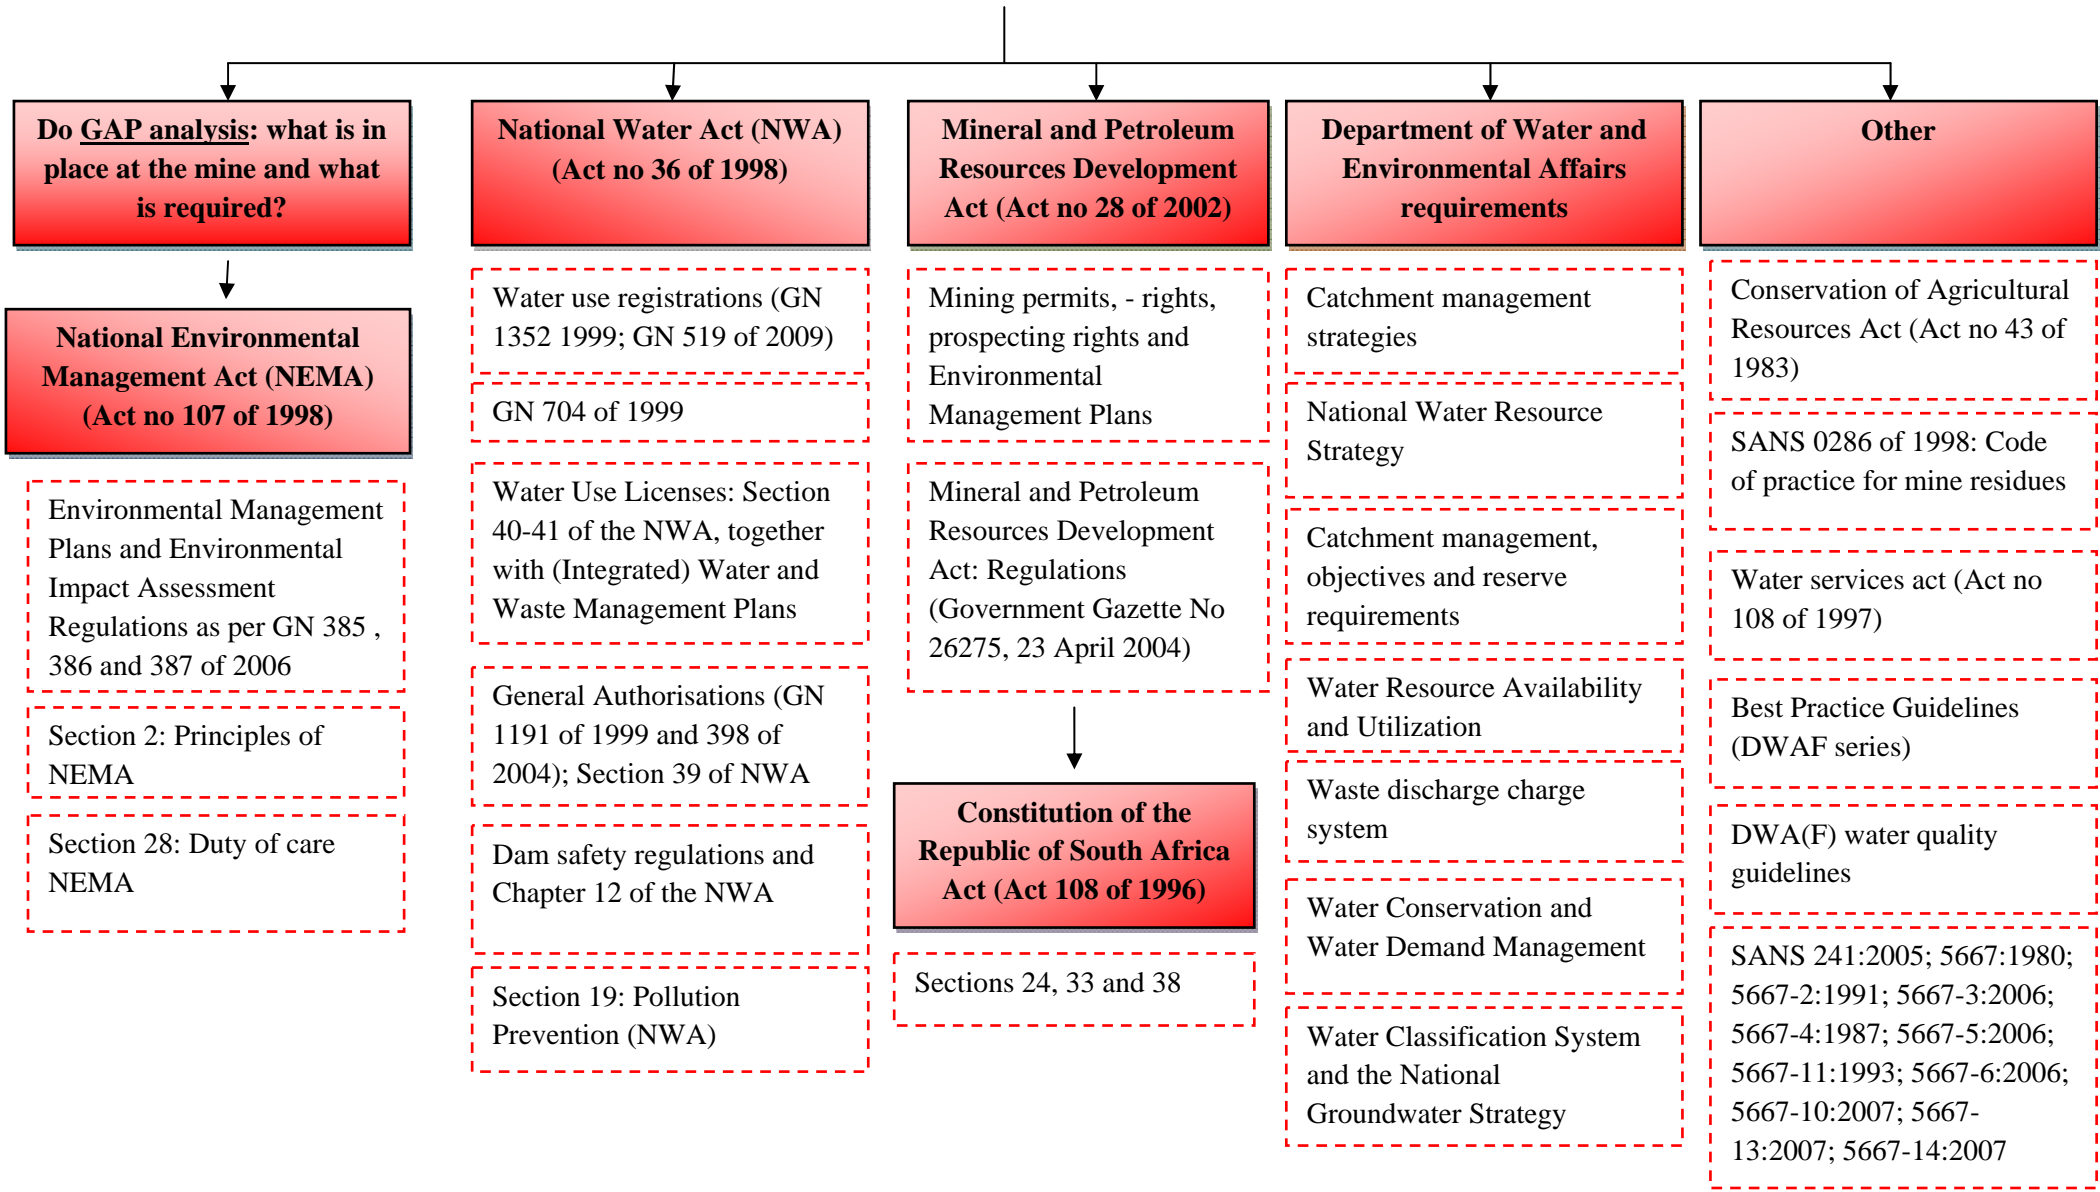 Do GAP analysis: what is in
place at the mine and what
is required?
National Environmental
Management Act (NEMA)
(Act no 107 of 1998)
Environmental Management
Plans and Environmental
Impact Assessment
Regulations as per GN 385 ,
386 and 387 of 2006
Section 2: Principles of
NEMA
Section 28: Duty of care
NEMA
National Water Act (NWA)
(Act no 36 of 1998)
Water use registrations (GN
1352 1999; GN 519 of 2009)
GN 704 of 1999
Water Use Licenses: Section
40-41 of the NWA, together
with (Integrated) Water and
Waste Management Plans
General Authorisations (GN
1191 of 1999 and 398 of
2004); Section 39 of NWA
Dam safety regulations and
Chapter 12 of the NWA
Section 19: Pollution
Prevention (NWA)
Mineral and Petroleum
Resources Development
Act (Act no 28 of 2002)
Mining permits, - rights,
prospecting rights and
Environmental
Management Plans
Mineral and Petroleum
Resources Development
Act: Regulations
(Government Gazette No
26275, 23 April 2004)
Constitution of the
Republic of South Africa
Act (Act 108 of 1996)
Sections 24, 33 and 38
Department of Water and
Environmental Affairs
requirements
Catchment management
strategies
National Water Resource
Strategy
Catchment management,
objectives and reserve
requirements
Water Resource Availability
and Utilization
Waste discharge charge
system
Water Conservation and
Water Demand Management
Water Classification System
and the National
Groundwater Strategy
Other
Conservation of Agricultural
Resources Act (Act no 43 of
1983)
SANS 0286 of 1998: Code
of practice for mine residues
Water services act (Act no
108 of 1997)
Best Practice Guidelines
(DWAF series)
DWA(F) water quality
guidelines
SANS 241:2005; 5667:1980;
5667-2:1991; 5667-3:2006;
5667-4:1987; 5667-5:2006;
5667-11:1993; 5667-6:2006;
5667-10:2007; 5667-
13:2007; 5667-14:2007